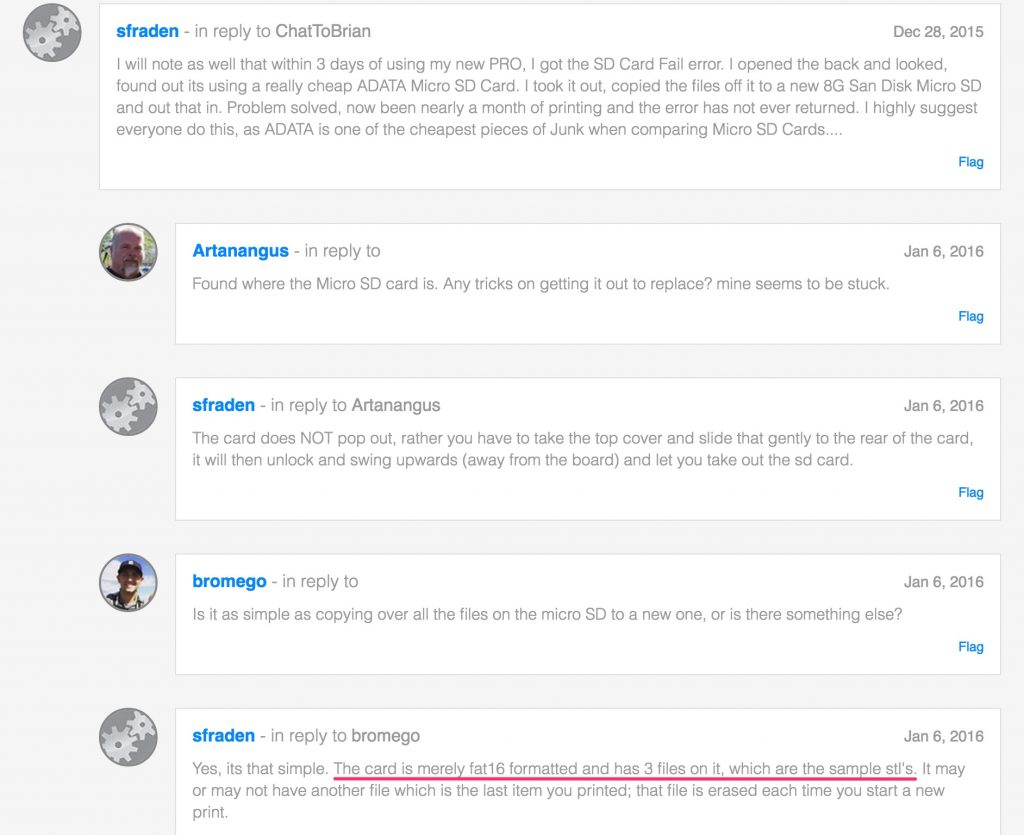 sfraden - in reply to ChatToBrian
Dec 28, 2015
I will note as well that within 3 days of using my new PRO, I got the SD Card Fail error. I opened the back and looked,
found out its using a really cheap ADATA Micro SD Card. I took it out, copied the files off it to a new 8G San Disk Micro SD
and out that in. Problem solved, now been nearly a month of printing and the error has not ever returned. I highly suggest
everyone do this, as ADATA is one of the cheapest pieces of Junk when comparing Micro SD Cards....
Flag
Artanangus - in reply to
Jan 6, 2016
Found where the Micro SD card is. Any tricks on getting it out to replace? mine seems to be stuck.
Flag
sfraden - in reply to Artanangus
Jan 6, 2016
The card does NOT pop out, rather you have to take the top cover and slide that gently to the rear of the card,
it will then unlock and swing upwards (away from the board) and let you take out the sd card.
Flag
bromego - in reply to
Jan 6, 2016
Is it as simple as copying over all the files on the micro SD to a new one, or is there something else?
Flag
sfraden - in reply to bromego
Jan 6, 2016
Yes, its that simple. The card is merely fat16 formatted and has 3 files on it, which are the sample stl's. It may
or may not have another file which is the last item you printed; that file is erased each time you start a new
print.